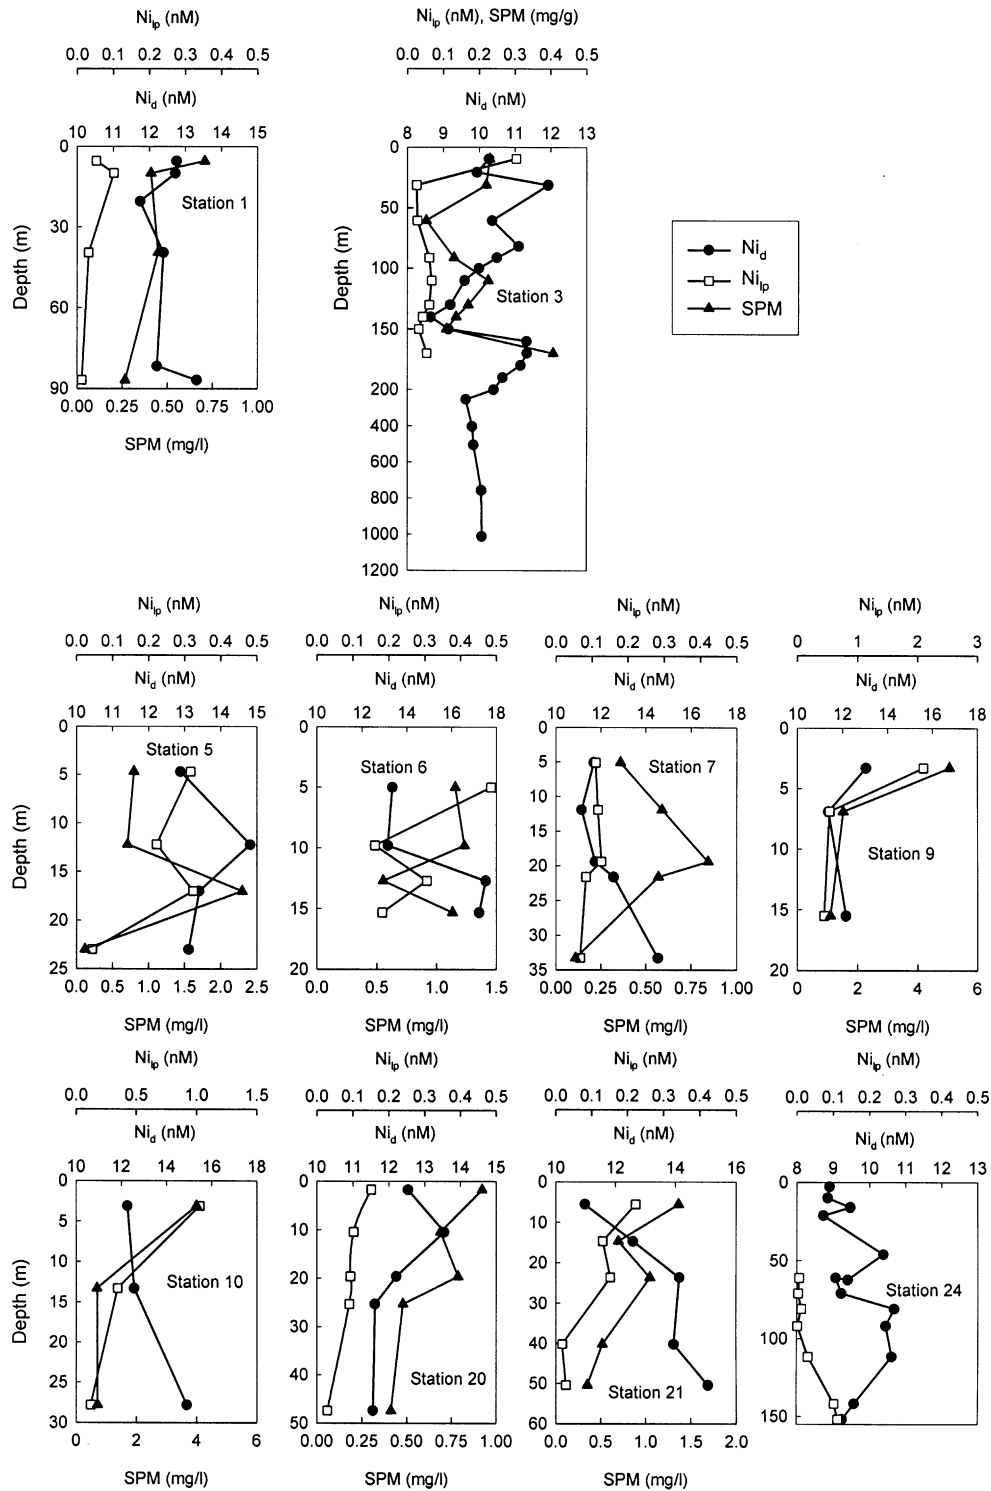 Ni_lp (nM)
0.0 0.1 0.2 0.3 0.4 0.5
Ni_d (nM)
10 11 12 13 14 15
0
30
60
90
Depth (m)
Station 1
0.00 0.25 0.50 0.75 1.00
SPM (mg/l)
Ni_lp (nM), SPM (mg/g)
0.0 0.1 0.2 0.3 0.4 0.5
Ni_d (nM)
8 9 10 11 12 13
0
50
100
150
200
400
600
800
1000
1200
Depth (m)
Station 3
Ni_d
Ni_lp
SPM
Ni_lp (nM)
0.0 0.1 0.2 0.3 0.4 0.5
Ni_d (nM)
10 11 12 13 14 15
0
5
10
15
20
25
Depth (m)
Station 5
0.0 0.5 1.0 1.5 2.0 2.5
SPM (mg/l)
Ni_lp (nM)
0.0 0.1 0.2 0.3 0.4 0.5
Ni_d (nM)
10 12 14 16 18
0
5
10
15
20
Station 6
0.0 0.5 1.0 1.5
SPM (mg/l)
Ni_lp (nM)
0.0 0.1 0.2 0.3 0.4 0.5
Ni_d (nM)
10 12 14 16 18
0
5
10
15
20
25
30
35
Station 7
0.00 0.25 0.50 0.75 1.00
SPM (mg/l)
Ni_lp (nM)
0 1 2 3
Ni_d (nM)
10 12 14 16 18
0
5
10
15
20
Station 9
0 2 4 6
SPM (mg/l)
Ni_lp (nM)
0.0 0.5 1.0 1.5
Ni_d (nM)
10 12 14 16 18
0
5
10
15
20
25
30
Depth (m)
Station 10
0 2 4 6
SPM (mg/l)
Ni_lp (nM)
0.0 0.1 0.2 0.3 0.4 0.5
Ni_d (nM)
10 11 12 13 14 15
0
10
20
30
40
50
Station 20
0.00 0.25 0.50 0.75 1.00
SPM (mg/l)
Ni_lp (nM)
0.0 0.1 0.2 0.3 0.4 0.5
Ni_d (nM)
10 12 14 16
0
10
20
30
40
50
60
Station 21
0.0 0.5 1.0 1.5 2.0
SPM (mg/l)
Ni_lp (nM)
0.0 0.1 0.2 0.3 0.4 0.5
Ni_d (nM)
8 9 10 11 12 13
0
50
100
150
Station 24